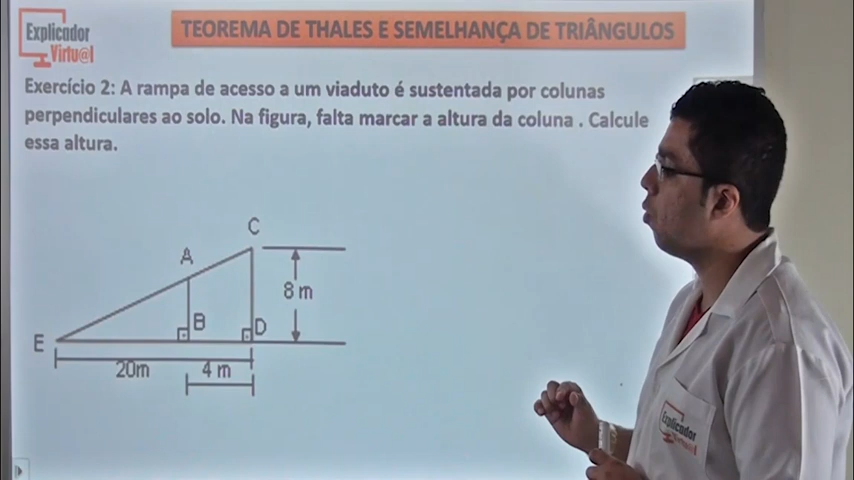 Explicador
Virtu@l
TEOREMA DE THALES E SEMELHANÇA DE TRIÂNGULOS
Exercício 2: A rampa de acesso a um viaduto é sustentada por colunas
perpendiculares ao solo. Na figura, falta marcar a altura da coluna . Calcule
essa altura.
C
A
8 m
B
D
E
20m
4 m
Explicador